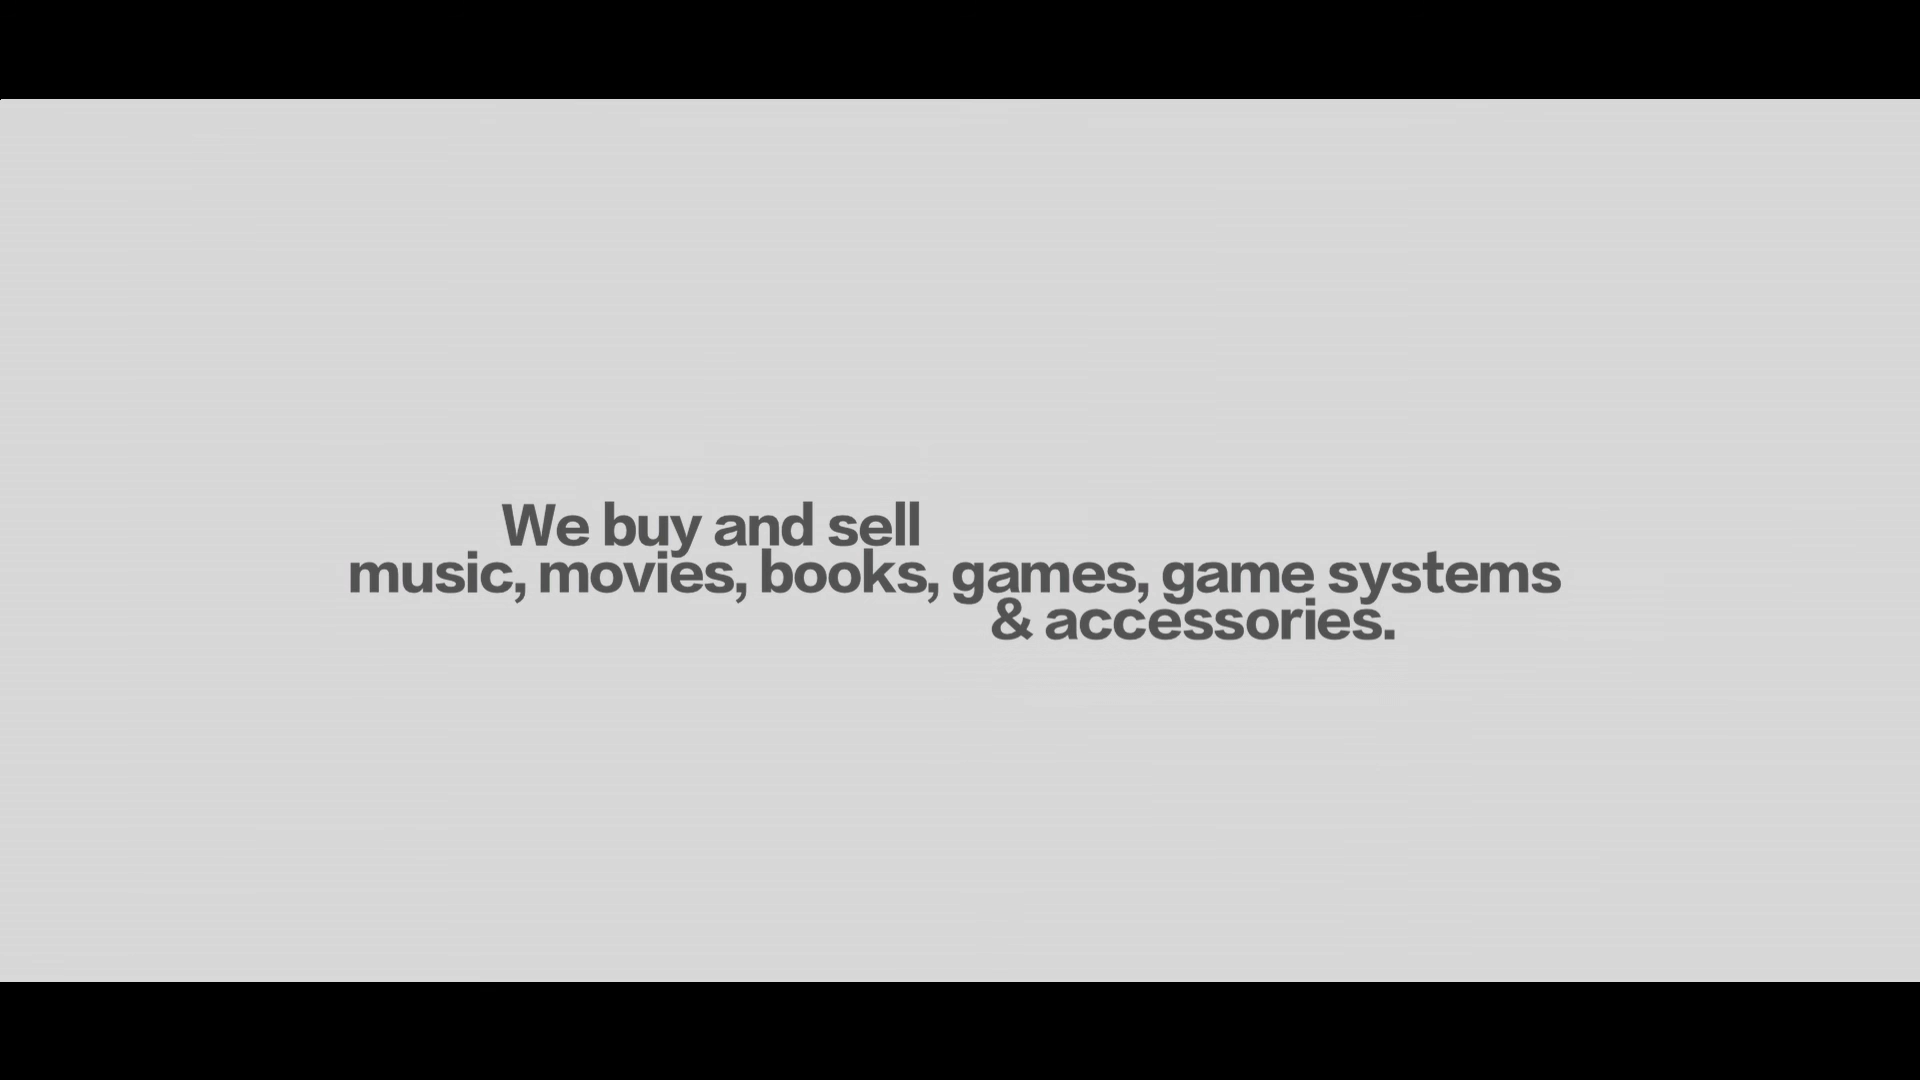 We buy and sell
music, movies, books, games, game systems
& accessories.